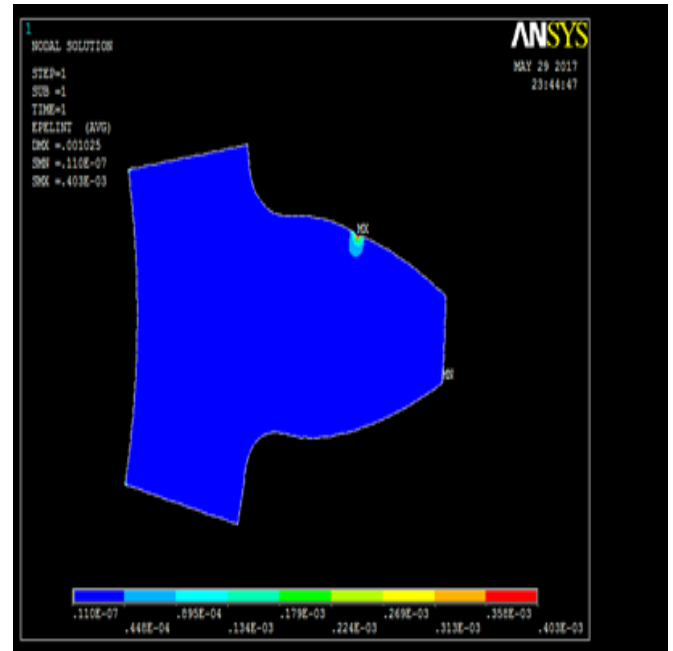 1
ANSYS
NODAL SOLUTION
MAY 29 2017
23:44:47
STEP=1
SUB =1
TIME=1
EPELINT (AVG)
DMX =.001025
SMN =.110E-07
SMX =.403E-03
MX
MN
.110E-07 .895E-04 .179E-03 .269E-03 .358E-03
.448E-04 .134E-03 .224E-03 .313E-03 .403E-03